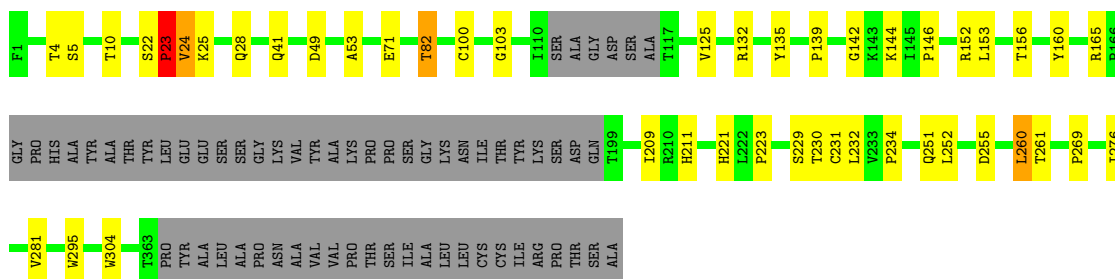 F1 T4 S5 T10 S22 P23 V24 K25 Q28 Q41 D49 A53 E71 T82 C100 G103 I110 SER ALA GLY ASP SER ALA T117 V125 R132 Y135 P139 G142 K143 K144 I145 P146 R152 L153 T156 Y160 R165
GLY PRO HIS ALA TYR ALA THR TYR LEU GLU GLU SER SER GLY LYS VAL TYR ALA LYS PRO PRO SER GLY LYS ASN ILE THR TYR LYS SER ASP GLN T199 I209 R210 H211 H221 L222 P223 S229 T230 C231 L232 V233 P234 Q251 L252 D255 L260 T261 P269
V281 W295 W304 T363 PRO TYR ALA LEU ALA PRO ASN ALA VAL VAL PRO THR SER ILE ALA LEU LEU CYS CYS ILE ARG PRO THR SER ALA